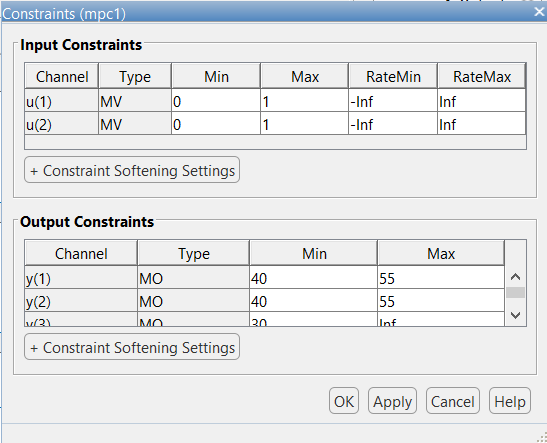 Constraints (mpc1)
Input Constraints
Channel Type Min Max RateMin RateMax
u(1) MV 0 1 -Inf Inf
u(2) MV 0 1 -Inf Inf
+ Constraint Softening Settings
Output Constraints
Channel Type Min Max
y(1) MO 40 55
y(2) MO 40 55
y(3) MO 30 Inf
+ Constraint Softening Settings
OK Apply Cancel Help